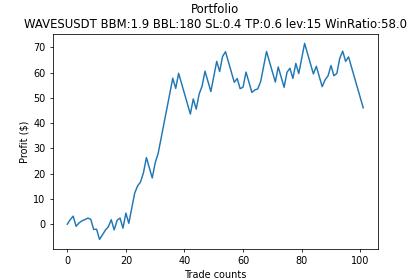 Portfolio
WAVESUSDT BBM:1.9 BBL:180 SL:0.4 TP:0.6 lev:15 WinRatio:58.0
70
60
50
40
30
20
10
0
Profit ($)
0 20 40 60 80 100
Trade counts